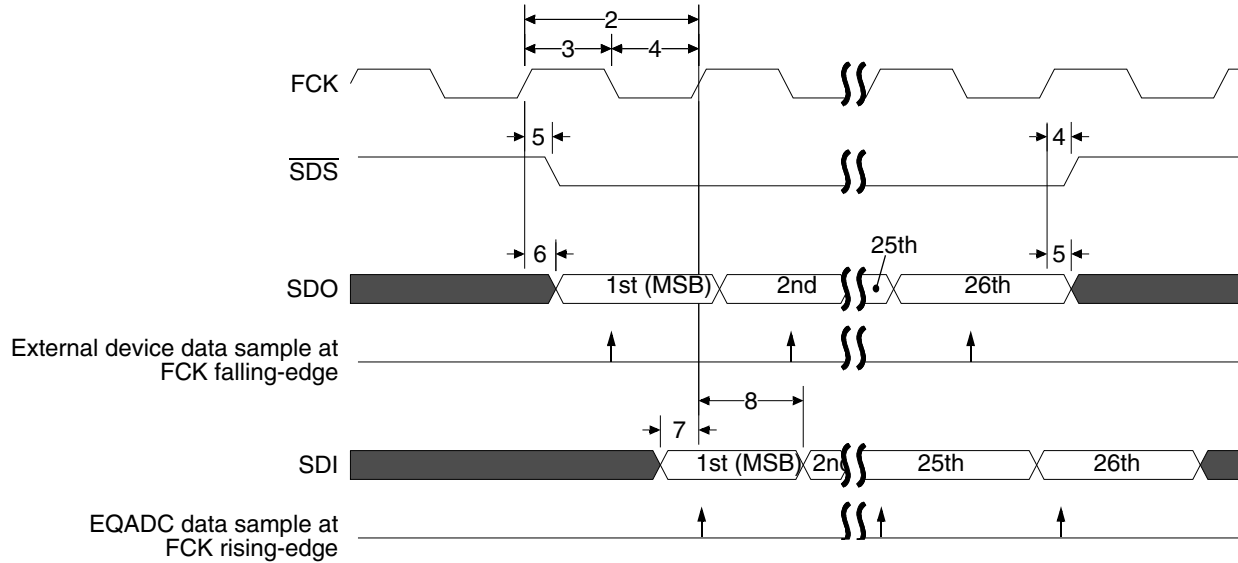 2
3 4
FCK
5 4
SDS
25th
6 5
SDO 1st (MSB) 2nd 26th
External device data sample at
FCK falling-edge
8
7
SDI 1st (MSB) 2nd 25th 26th
EQADC data sample at
FCK rising-edge